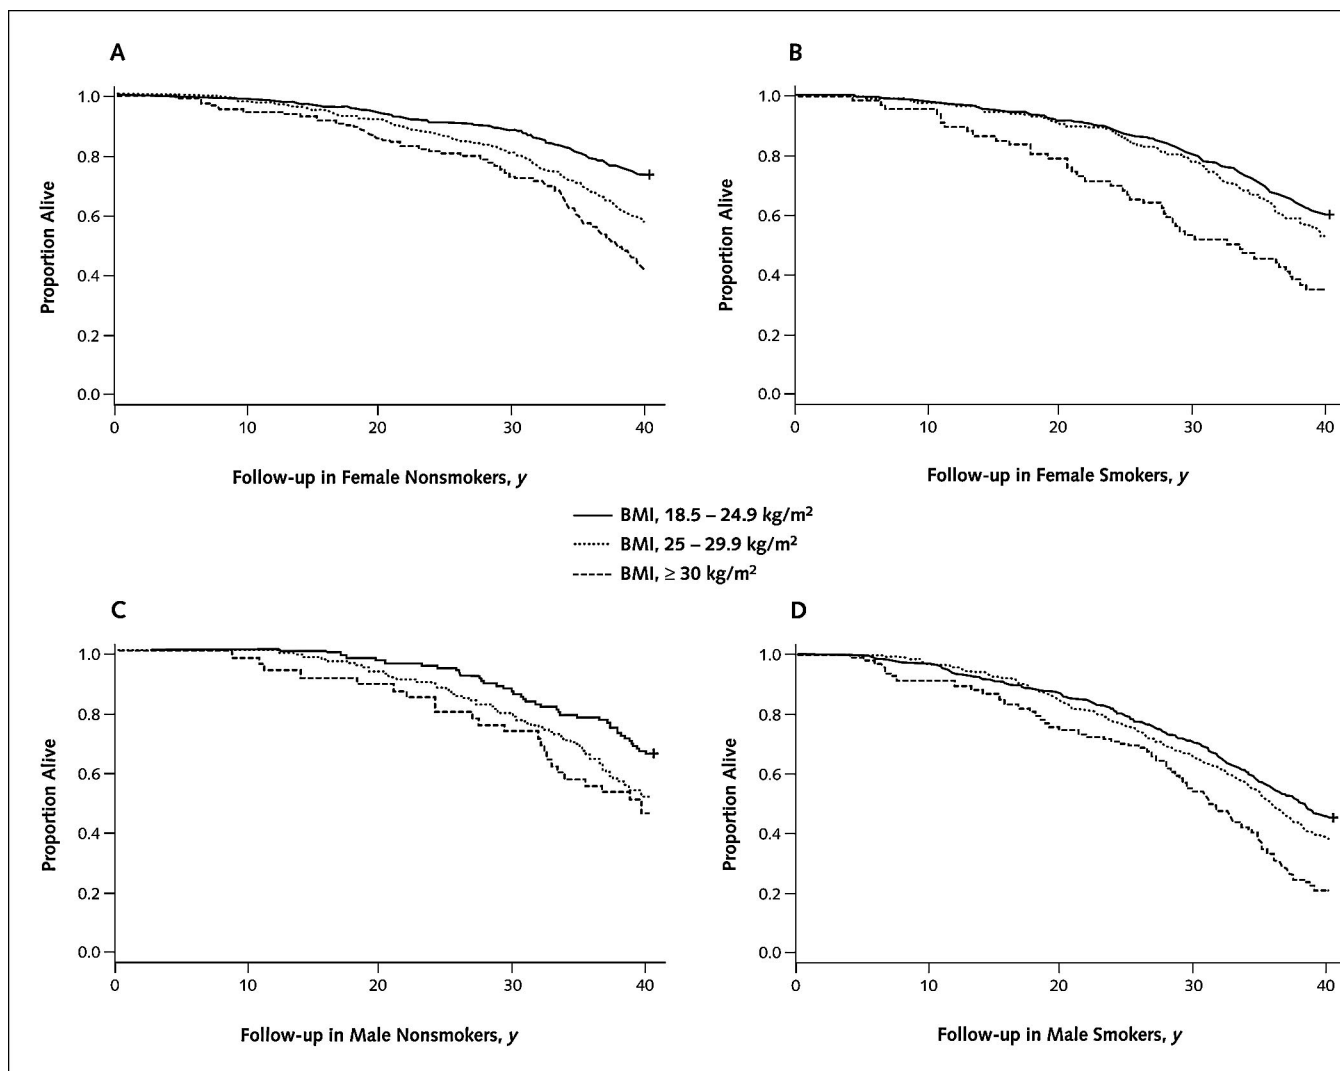 A
B
1.0
0.8
0.6
0.4
0.2
0.0
Proportion Alive
0 10 20 30 40
Follow-up in Female Nonsmokers, y
1.0
0.8
0.6
0.4
0.2
0.0
Proportion Alive
0 10 20 30 40
Follow-up in Female Smokers, y
BMI, 18.5 – 24.9 kg/m²
BMI, 25 – 29.9 kg/m²
BMI, ≥ 30 kg/m²
C
D
1.0
0.8
0.6
0.4
0.2
0.0
Proportion Alive
0 10 20 30 40
Follow-up in Male Nonsmokers, y
1.0
0.8
0.6
0.4
0.2
0.0
Proportion Alive
0 10 20 30 40
Follow-up in Male Smokers, y